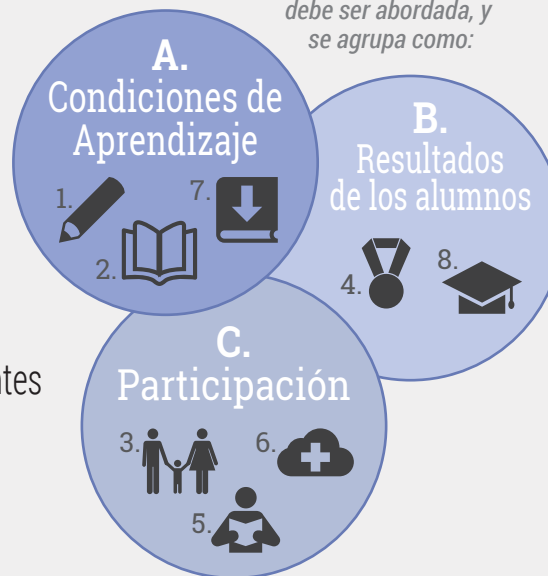 debe ser abordada, y
se agrupa como:
A.
Condiciones de
Aprendizaje
1.
7.
2.
B.
Resultados
de los alumnos
4.
8.
ntes
C.
Participación
3.
6.
5.